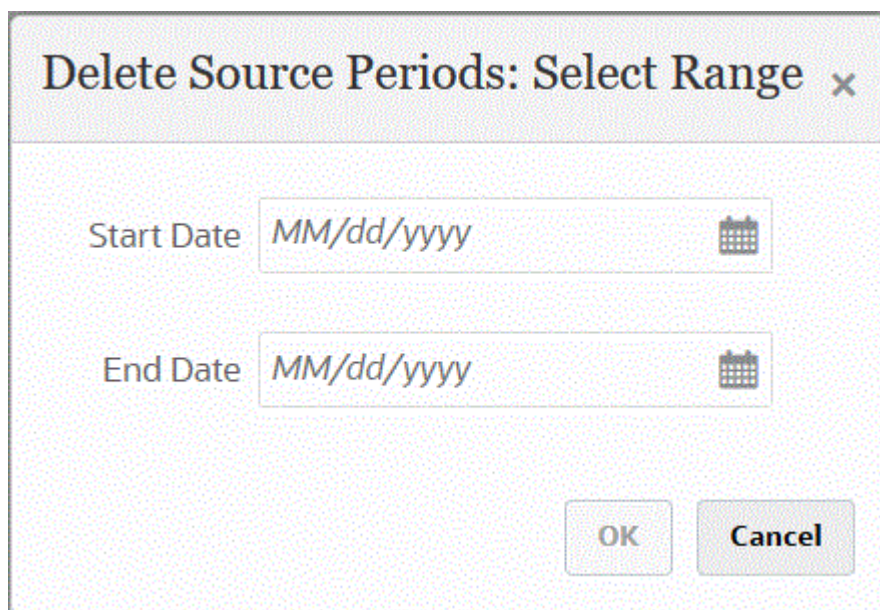 Delete Source Periods: Select Range ×
Start Date MM/dd/yyyy
End Date MM/dd/yyyy
OK Cancel